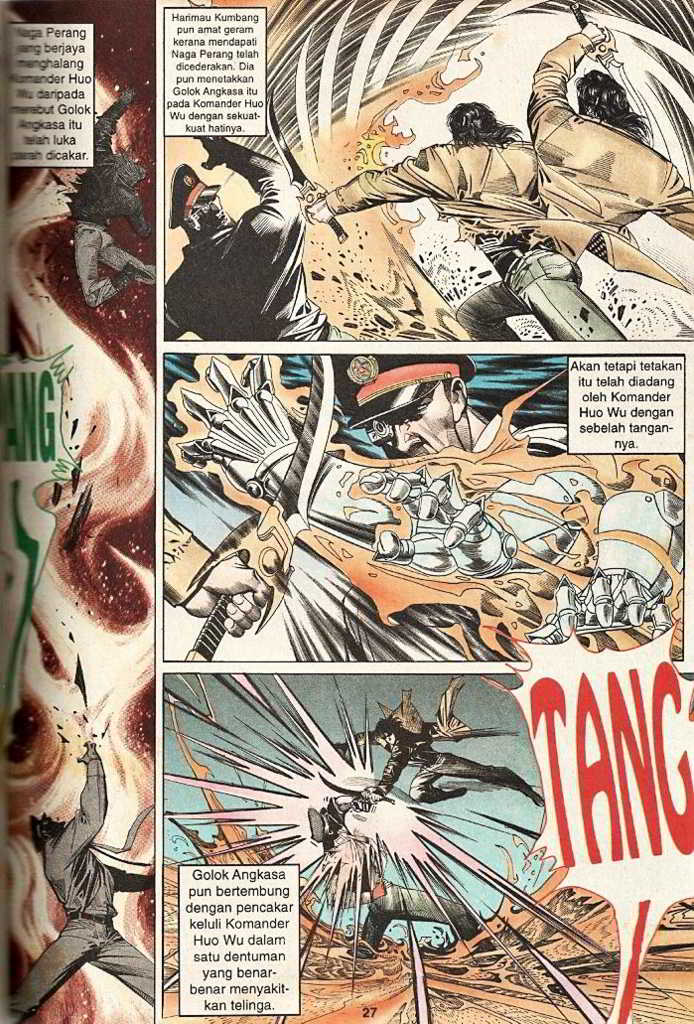 Naga Perang
yang berjaya
menghalang
Komander Huo
Wu daripada
merebut Golok
Angkasa itu
telah luka
parah dicakar.
Harimau Kumbang
pun amat geram
kerana mendapati
Naga Perang telah
dicederakan. Dia
pun menetakkan
Golok Angkasa itu
pada Komander Huo
Wu dengan sekuat-
kuat hatinya.
Akan tetapi tetakan
itu telah diadang
oleh Komander
Huo Wu dengan
sebelah tangan-
nya.
ANG
TANG
Golok Angkasa
pun bertembung
dengan pencakar
keluli Komander
Huo Wu dalam
satu dentuman
yang benar-
benar menyakit-
kan telinga.
27